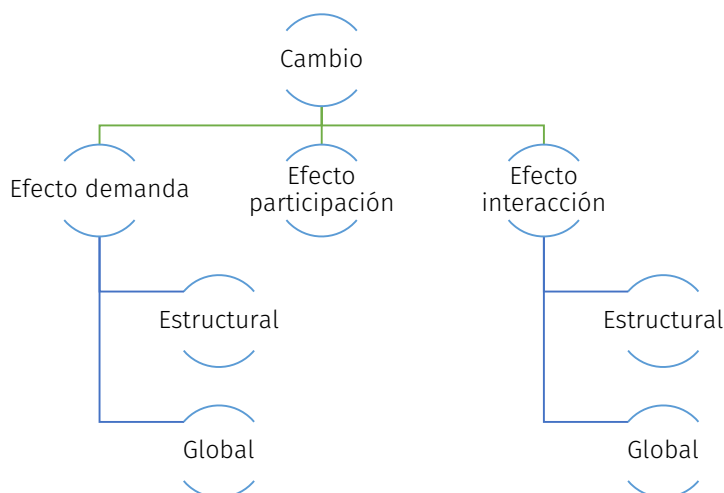 Cambio
Efecto demanda
Efecto
participación
Efecto
interacción
Estructural
Estructural
Global
Global